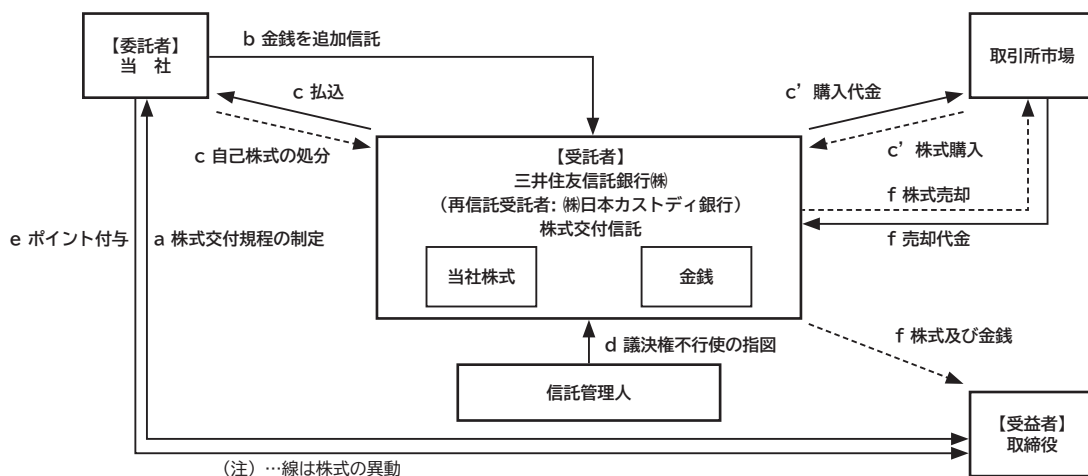 【委託者】
当 社
b 金銭を追加信託
取引所市場
c 払込
c 自己株式の処分
c’ 購入代金
c’ 株式購入
【受託者】
三井住友信託銀行㈱
（再信託受託者: ㈱日本カストディ銀行）
株式交付信託
当社株式
金銭
f 株式売却
f 売却代金
e ポイント付与
a 株式交付規程の制定
d 議決権不行使の指図
信託管理人
f 株式及び金銭
【受益者】
取締役
（注）…線は株式の異動